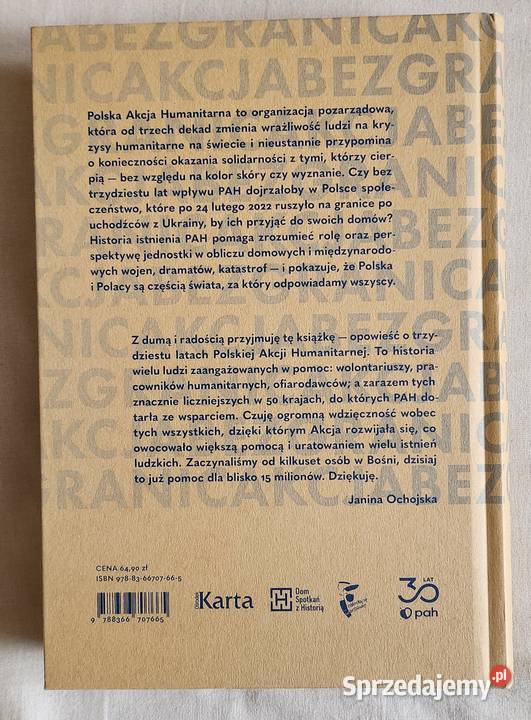 ABEZGRANICAK
NICAKCJABEZG
Polska Akcja Humanitarna to organizacja pozarządowa,
która od trzech dekad zmienia wrażliwość ludzi na kry-
zysy humanitarne na świecie i nieustannie przypomina
o konieczności okazania solidarności z tymi, którzy cier-
pią — bez względu na kolor skóry czy wyznanie. Czy bez
trzydziestu lat wpływu PAH dojrzałoby w Polsce społe-
czeństwo, które po 24 lutego 2022 ruszyło na granice po
uchodźców z Ukrainy, by ich przyjąć do swoich domów?
Historia istnienia PAH pomaga zrozumieć rolę oraz per-
spektywę jednostki w obliczu domowych i międzynarodo-
wych wojen, dramatów, katastrof — i pokazuje, że Polska
i Polacy są częścią świata, za który odpowiadamy wszyscy.
Z dumą i radością przyjmuję tę książkę — opowieść o trzy-
dziestu latach Polskiej Akcji Humanitarnej. To historia
wielu ludzi zaangażowanych w pomoc: wolontariuszy, pra-
cowników humanitarnych, ofiarodawców; a zarazem tych
znacznie liczniejszych w 50 krajach, do których PAH do-
tarła ze wsparciem. Czuję ogromną wdzięczność wobec
tych wszystkich, dzięki którym Akcja rozwijała się, co
owocowało większą pomocą i uratowaniem wielu istnień
ludzkich. Zaczynaliśmy od kilkuset osób w Bośni, dzisiaj
to już pomoc dla blisko 15 milionów. Dziękuję.
Janina Ochojska
GRANICAKCJABEZ
CENA 64,90 zł
ISBN 978-83-66707-66-5
9 788366 707665
Ośrodek Karta
Dom
Spotkań
z Historią
30 LAT
pah
Sprzedajemy.pl